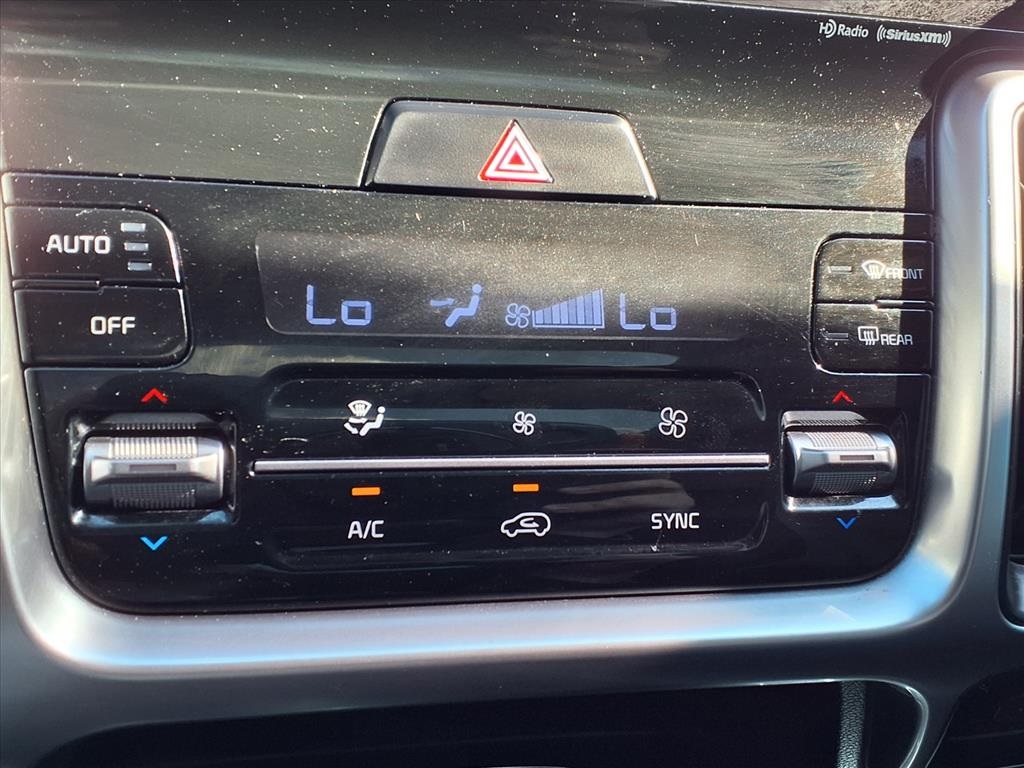 HD Radio ((SiriusXM))
AUTO
Lo Lo
FRONT
OFF
REAR
A/C
SYNC